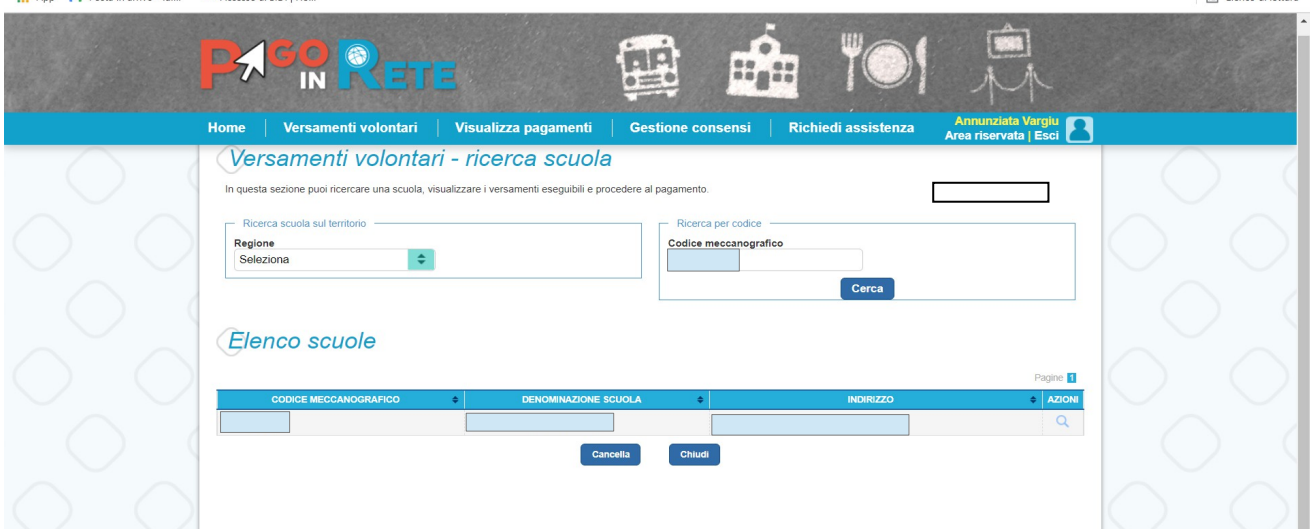 App
PAGO IN RETE
Home | Versamenti volontari | Visualizza pagamenti | Gestione consensi | Richiedi assistenza
Annunziata Vargiu
Area riservata | Esci
Versamenti volontari - ricerca scuola
In questa sezione puoi ricercare una scuola, visualizzare i versamenti eseguibili e procedere al pagamento.
Ricerca scuola sul territorio
Regione
Seleziona
Ricerca per codice
Codice meccanografico
Cerca
Elenco scuole
Pagine 1
CODICE MECCANOGRAFICO DENOMINAZIONE SCUOLA INDIRIZZO AZIONI
Cancella Chiudi